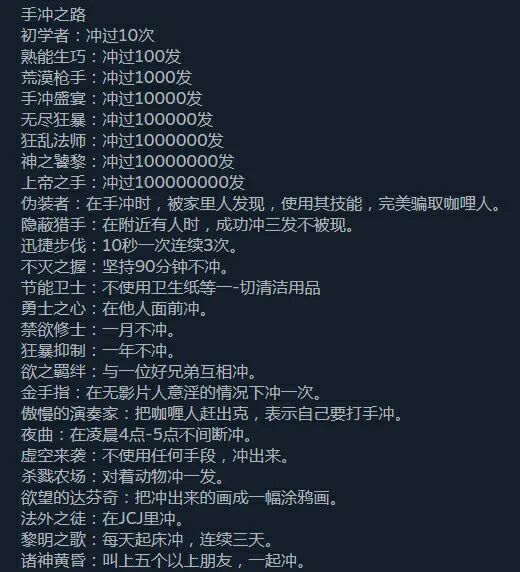 手冲之路
初学者：冲过10次
熟能生巧：冲过100发
荒漠枪手：冲过1000发
手冲盛宴：冲过10000发
无尽狂暴：冲过100000发
狂乱法师：冲过1000000发
神之饕黎：冲过10000000发
上帝之手：冲过100000000发
伪装者：在手冲时，被家里人发现，使用其技能，完美骗取咖哩人。
隐蔽猎手：在附近有人时，成功冲三发不被现。
迅捷步伐：10秒一次连续3次。
不灭之握：坚持90分钟不冲。
节能卫士：不使用卫生纸等一-切清洁用品
勇士之心：在他人面前冲。
禁欲修士：一月不冲。
狂暴抑制：一年不冲。
欲之羁绊：与一位好兄弟互相冲。
金手指：在无影片人意淫的情况下冲一次。
傲慢的演奏家：把咖喱人赶出克，表示自己要打手冲。
夜曲：在凌晨4点-5点不间断冲。
虚空来袭：不使用任何手段，冲出来。
杀戮农场：对着动物冲一发。
欲望的达芬奇：把冲出来的画成一幅涂鸦画。
法外之徒：在JCJ里冲。
黎明之歌：每天起床冲，连续三天。
诸神黄昏：叫上五个以上朋友，一起冲。